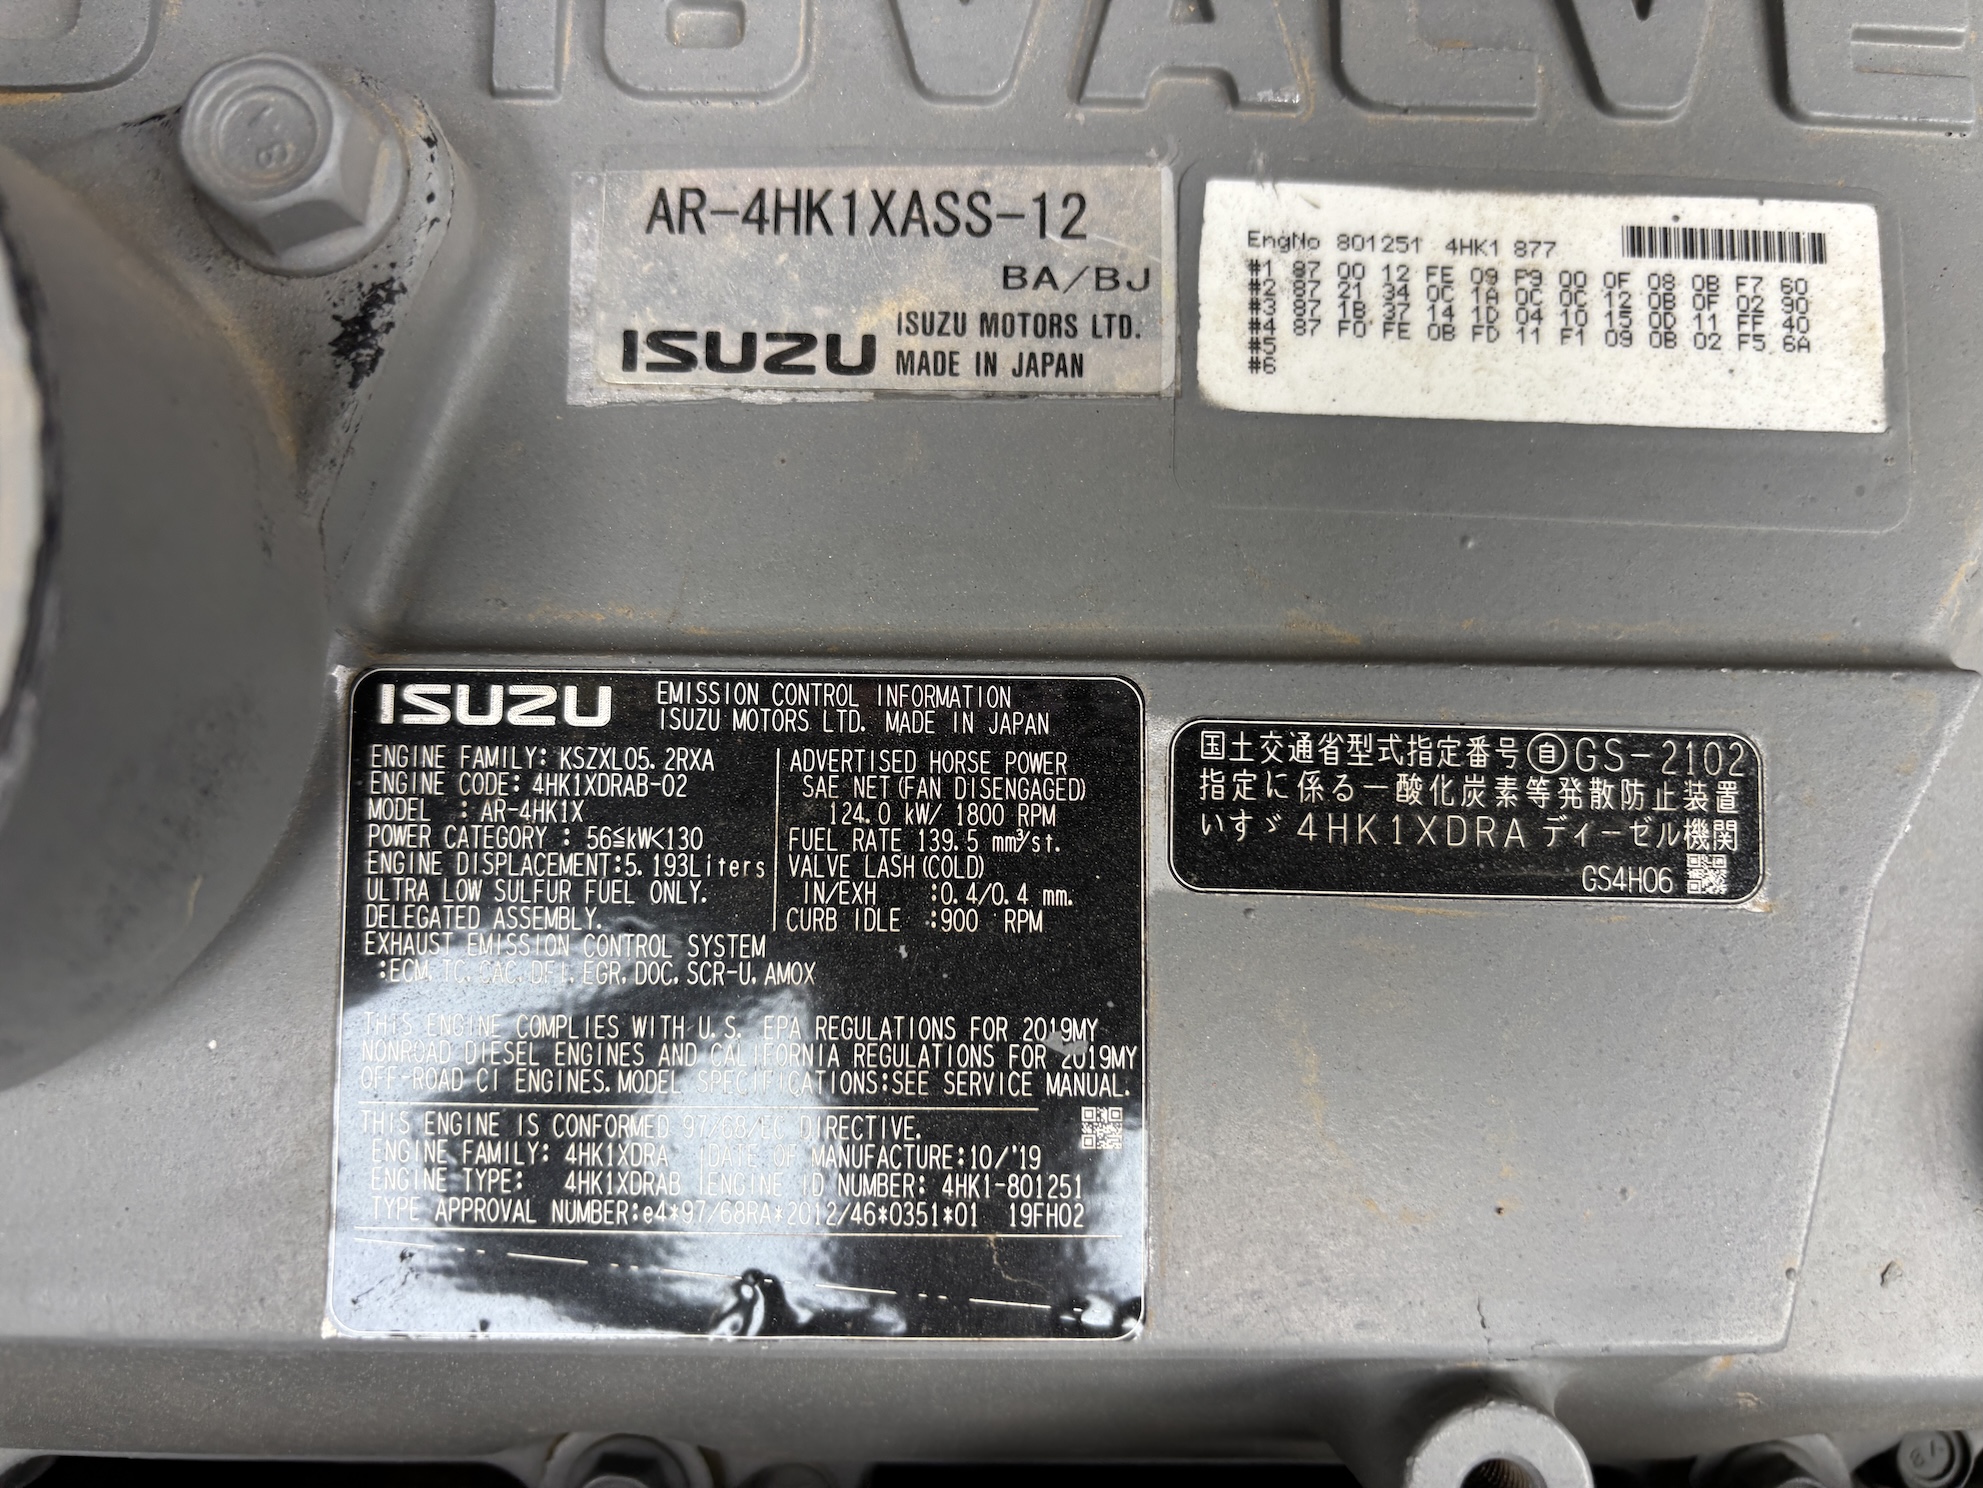 16VALVE
8
AR-4HK1XASS-12
BA/BJ
ISUZU ISUZU MOTORS LTD.
MADE IN JAPAN
EngNo 801251 4HK1 877
#1 87 00 12 FE 09 F9 00 0F 08 0B F7 60
#2 87 21 34 0C 1A 0C 0C 12 0B 0F 02 90
#3 87 1B 37 14 1D 04 10 15 0D 11 FF 40
#4 87 F0 FE 0B FD 11 F1 09 0B 02 F5 6A
#5
#6
ISUZU EMISSION CONTROL INFORMATION
ISUZU MOTORS LTD. MADE IN JAPAN
ENGINE FAMILY: KSZXL05.2RXA
ENGINE CODE: 4HK1XDRAB-02
MODEL : AR-4HK1X
POWER CATEGORY : 56≦kW<130
ENGINE DISPLACEMENT:5.193Liters
ULTRA LOW SULFUR FUEL ONLY.
DELEGATED ASSEMBLY.
ADVERTISED HORSE POWER
SAE NET(FAN DISENGAGED)
124.0 kW/ 1800 RPM
FUEL RATE 139.5 mm³/st.
VALVE LASH(COLD)
IN/EXH :0.4/0.4 mm.
CURB IDLE :900 RPM
EXHAUST EMISSION CONTROL SYSTEM
:ECM, TC, CAC, DFI, EGR, DOC, SCR-U, AMOX
THIS ENGINE COMPLIES WITH U.S. EPA REGULATIONS FOR 2019MY
NONROAD DIESEL ENGINES AND CALIFORNIA REGULATIONS FOR 2019MY
OFF-ROAD CI ENGINES. MODEL SPECIFICATIONS:SEE SERVICE MANUAL.
THIS ENGINE IS CONFORMED 97/68/EC DIRECTIVE.
ENGINE FAMILY: 4HK1XDRA DATE OF MANUFACTURE:10/'19
ENGINE TYPE: 4HK1XDRAB ENGINE ID NUMBER: 4HK1-801251
TYPE APPROVAL NUMBER:e4*97/68RA*2012/46*0351*01 19FH02
国土交通省型式指定番号自GS-2102
指定に係る一酸化炭素等発散防止装置
いすゞ4HK1XDRAディーゼル機関
GS4H06